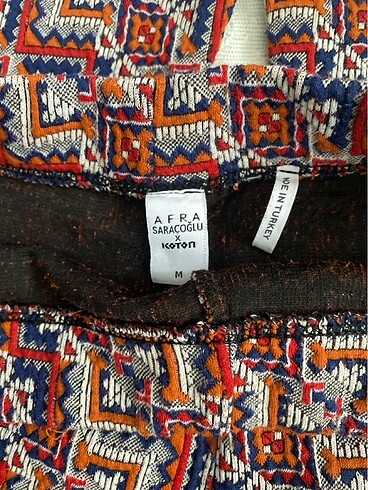 AFRA
SARACOĞLU
X
KOTON
M
DE IN TURKEY